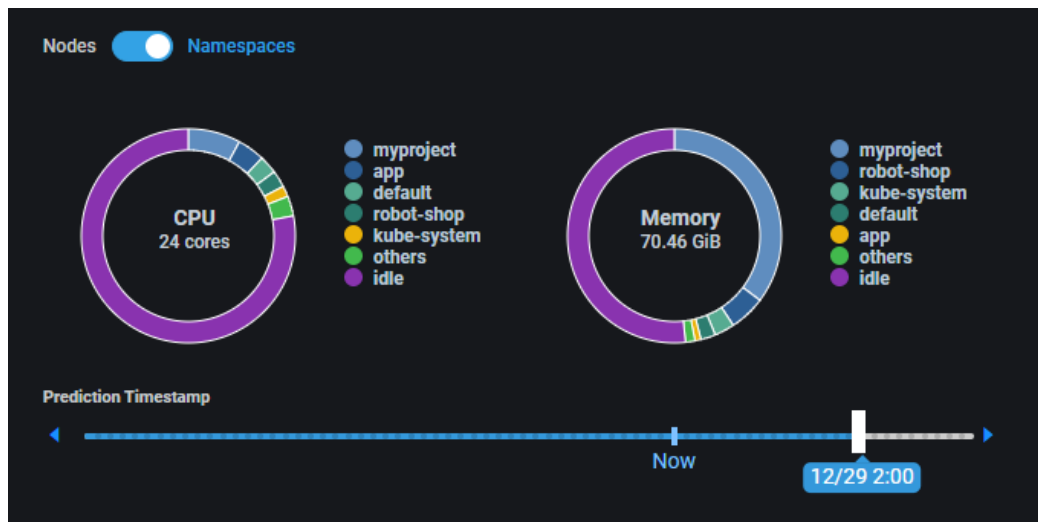 Nodes Namespaces
CPU
24 cores
myproject
app
default
robot-shop
kube-system
others
idle
Memory
70.46 GiB
myproject
robot-shop
kube-system
default
app
others
idle
Prediction Timestamp
Now
12/29 2:00